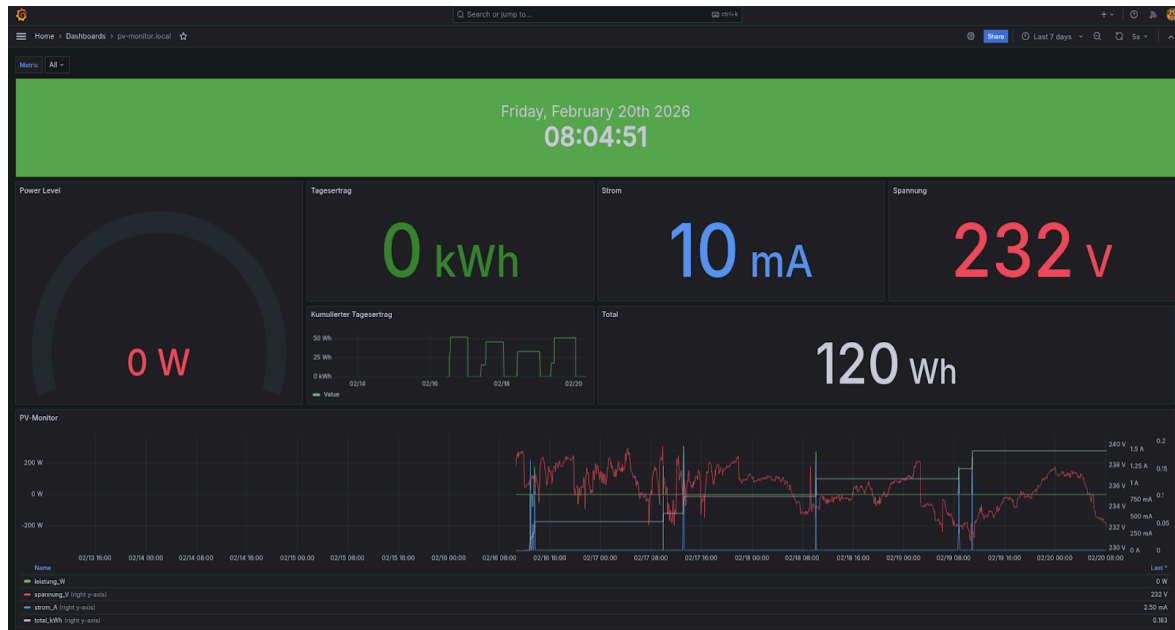 Search or jump to... ctrl+k
Home > Dashboards > pv-monitor.local
Share Last 7 days 5s
Metric All
Friday, February 20th 2026
08:04:51
Power Level
0 W
Tagesertrag
0 kWh
Strom
10 mA
Spannung
232 V
Kumulierter Tagesertrag
50 Wh
25 Wh
0 kWh
02/14 02/16 02/18 02/20
Value
Total
120 Wh
PV-Monitor
200 W
0 W
-200 W
240 V
238 V
236 V
234 V
232 V
230 V
1.5 A
1.25 A
1 A
750 mA
500 mA
250 mA
0 A
0.2
0.15
0.1
0.05
0
02/13 16:00 02/14 00:00 02/14 08:00 02/14 16:00 02/15 00:00 02/15 08:00 02/15 16:00 02/16 00:00 02/16 08:00 02/16 16:00 02/17 00:00 02/17 08:00 02/17 16:00 02/18 00:00 02/18 08:00 02/18 16:00 02/19 00:00 02/19 08:00 02/19 16:00 02/20 00:00 02/20 08:00
Name Last *
leistung_W 0 W
spannung_V (right y-axis) 232 V
strom_A (right y-axis) 2.50 mA
total_kWh (right y-axis) 0.183